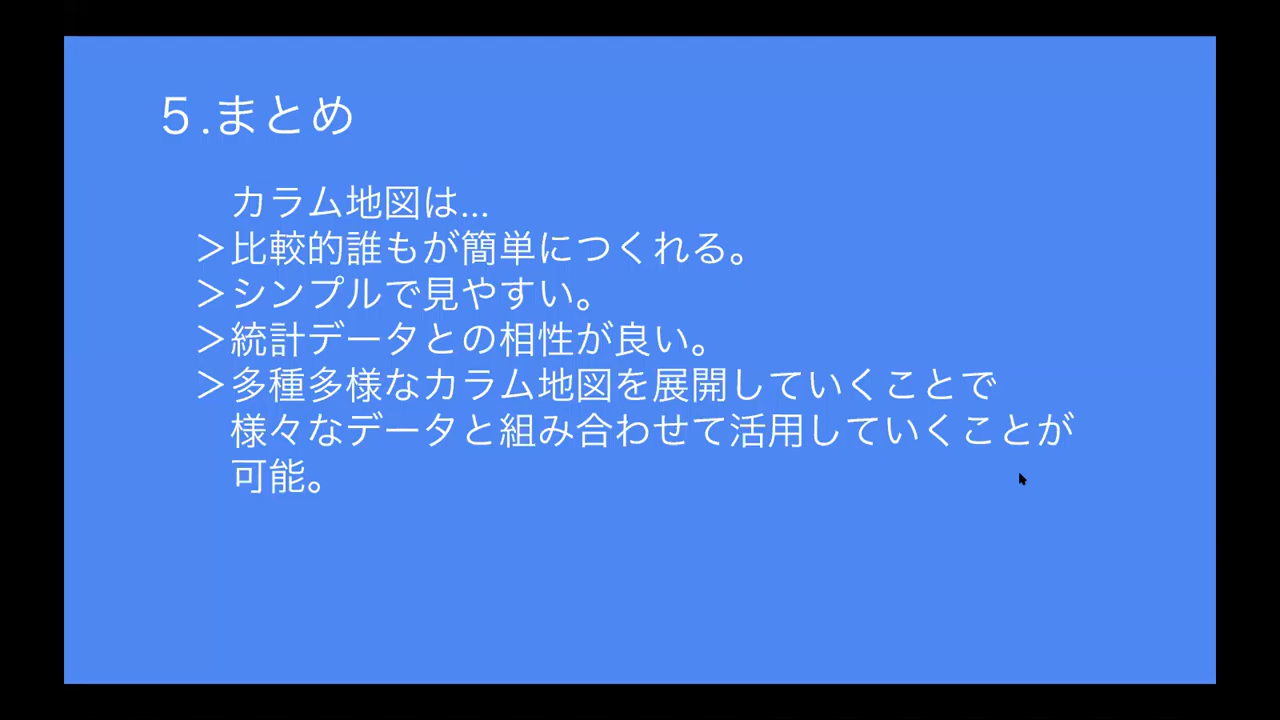 ５.まとめ
カラム地図は...
＞比較的誰もが簡単につくれる。
＞シンプルで見やすい。
＞統計データとの相性が良い。
＞多種多様なカラム地図を展開していくことで
様々なデータと組み合わせて活用していくことが
可能。